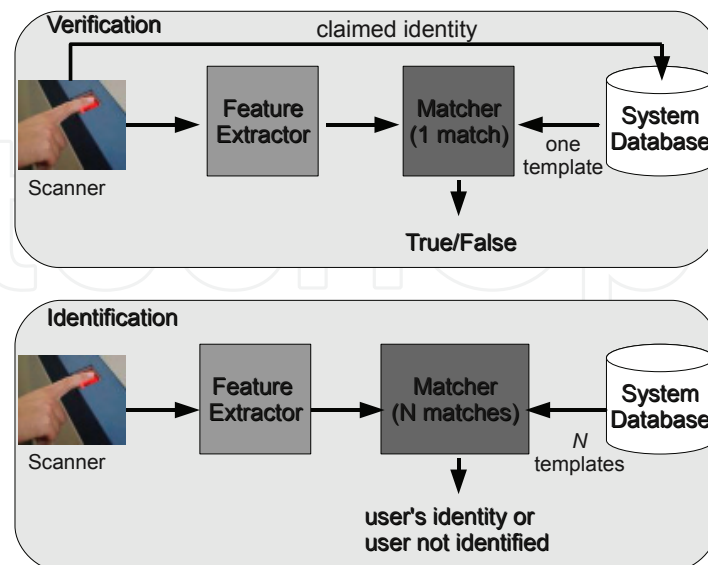 Verification
claimed identity
Feature
Extractor
Matcher
(1 match)
System
Database
one
template
Scanner
True/False
Identification
Feature
Extractor
Matcher
(N matches)
System
Database
N
templates
Scanner
user's identity or
user not identified